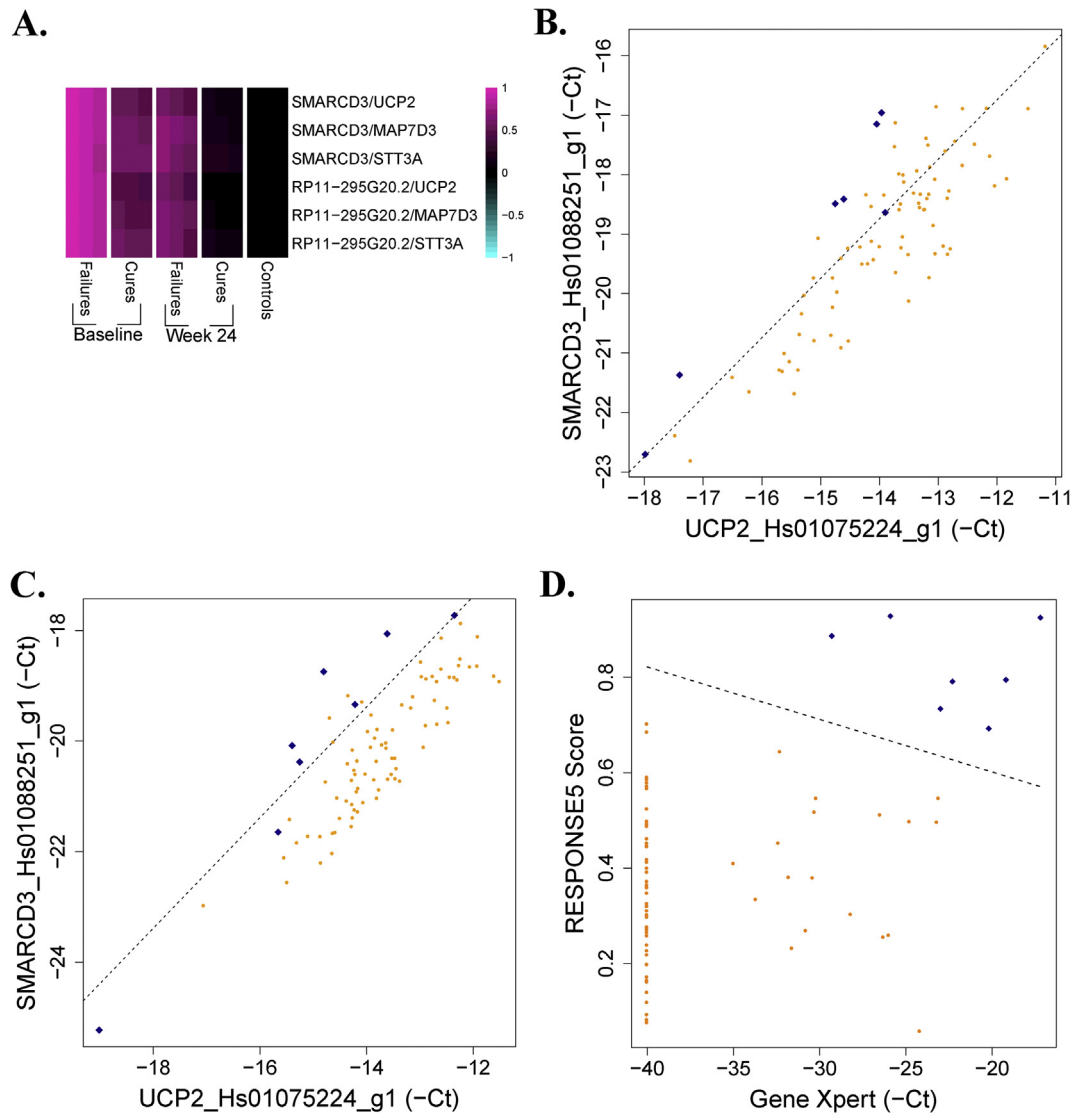 A.
SMARCD3/UCP2
SMARCD3/MAP7D3
SMARCD3/STT3A
RP11−295G20.2/UCP2
RP11−295G20.2/MAP7D3
RP11−295G20.2/STT3A
1
0.5
0
−0.5
−1
Failures
Cures
Failures
Cures
Controls
Baseline
Week 24
B.
SMARCD3_Hs01088251_g1 (−Ct)
−16
−17
−18
−19
−20
−21
−22
−23
−18 −17 −16 −15 −14 −13 −12 −11
UCP2_Hs01075224_g1 (−Ct)
C.
SMARCD3_Hs01088251_g1 (−Ct)
−18
−20
−22
−24
−18 −16 −14 −12
UCP2_Hs01075224_g1 (−Ct)
D.
RESPONSE5 Score
0.8
0.6
0.4
0.2
−40 −35 −30 −25 −20
Gene Xpert (−Ct)